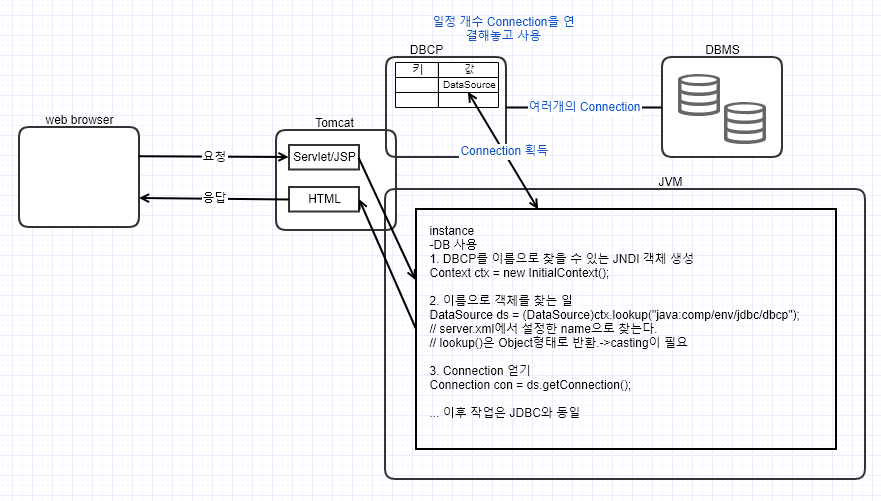 일정 개수 Connection을 연
결해놓고 사용
DBCP
DBMS
키
값
DataSource
여러개의 Connection
web browser
Tomcat
요청
Servlet/JSP
Connection 획득
응답
HTML
JVM
instance
-DB 사용
1. DBCP를 이름으로 찾을 수 있는 JNDI 객체 생성
Context ctx = new InitialContext();
2. 이름으로 객체를 찾는 일
DataSource ds = (DataSource)ctx.lookup("java:comp/env/jdbc/dbcp");
// server.xml에서 설정한 name으로 찾는다.
// lookup()은 Object형태로 반환.->casting이 필요
3. Connection 얻기
Connection con = ds.getConnection();
... 이후 작업은 JDBC와 동일